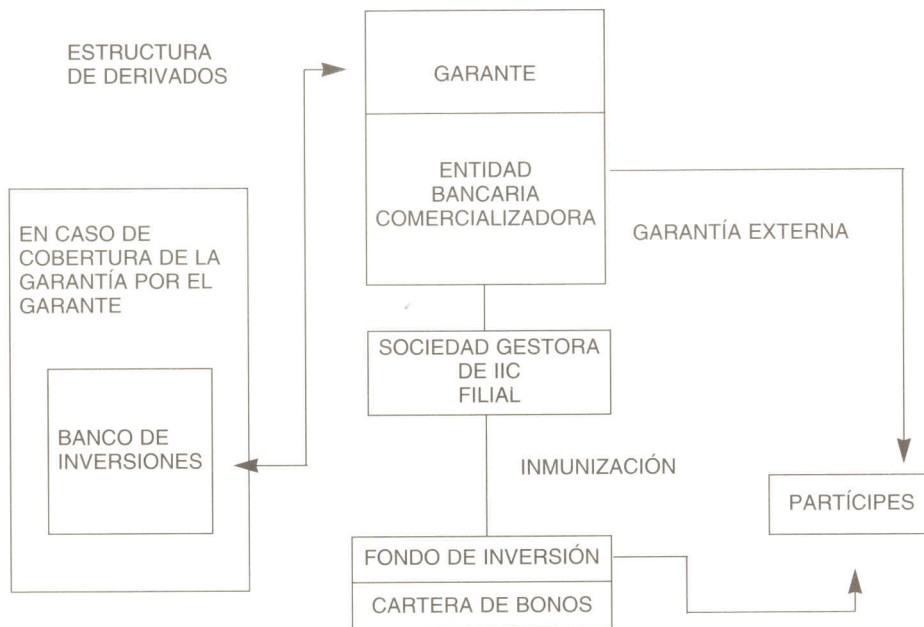 ESTRUCTURA
DE DERIVADOS
GARANTE
ENTIDAD
BANCARIA
COMERCIALIZADORA
GARANTÍA EXTERNA
EN CASO DE
COBERTURA DE LA
GARANTÍA POR EL
GARANTE
SOCIEDAD GESTORA
DE IIC
FILIAL
BANCO DE
INVERSIONES
INMUNIZACIÓN
PARTÍCIPES
FONDO DE INVERSIÓN
CARTERA DE BONOS